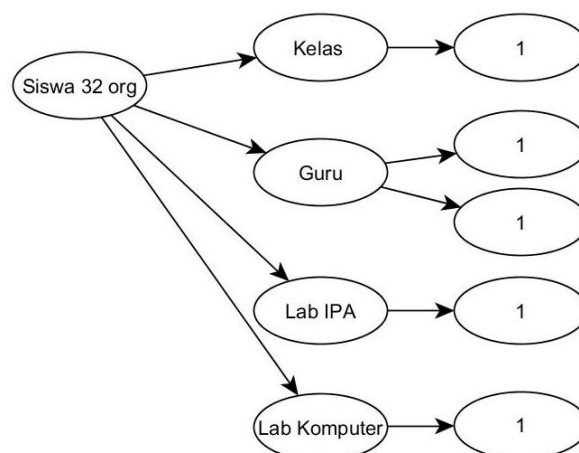 Siswa 32 org
Kelas
1
Guru
1
1
Lab IPA
1
Lab Komputer
1